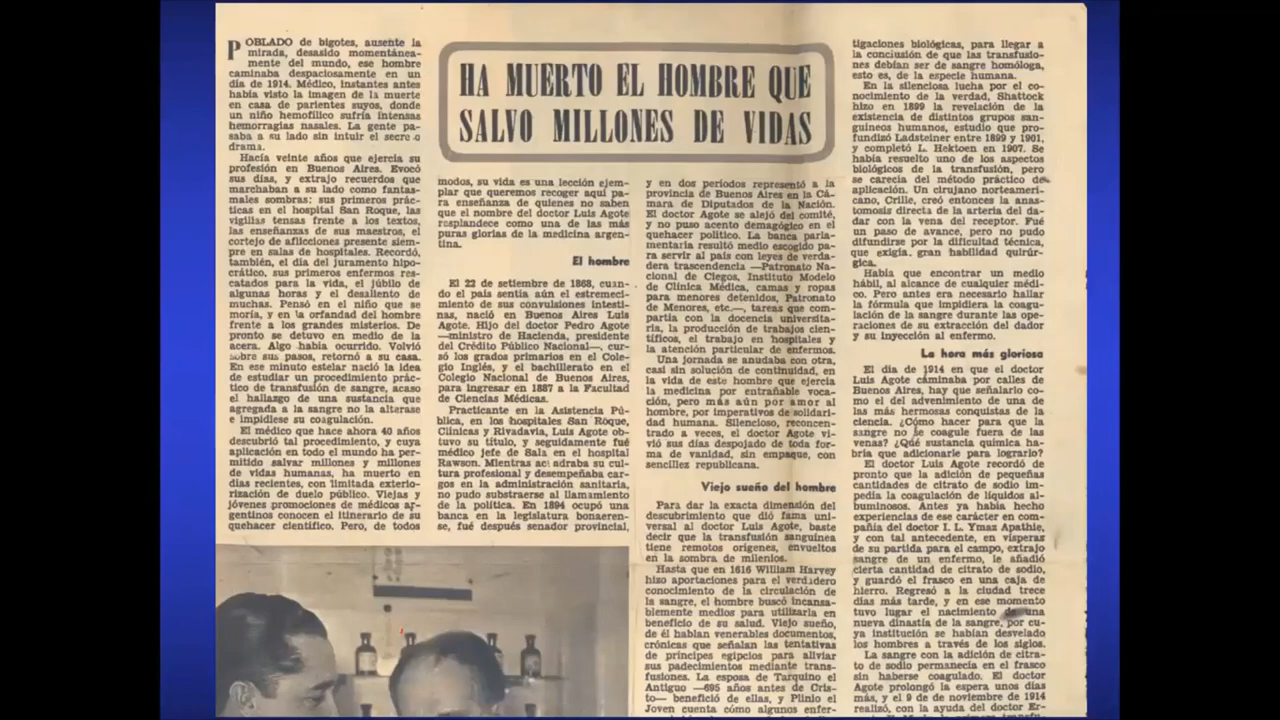 POBLADO de bigotes, ausente la
mirada, desasido momentánea-
mente del mundo, ese hombre
caminaba despaciosamente en un
día de 1914. Médico, instantes antes
había visto la imagen de la muerte
en casa de parientes suyos, donde
un niño hemofílico sufría intensas
hemorragias nasales. La gente pa-
saba a su lado sin intuir el secreto
drama.
Hacía veinte años que ejercía su
profesión en Buenos Aires. Evocó
sus días, y extrajo recuerdos que
marchaban a su lado como fantas-
males sombras: sus primeros prác-
ticas en el hospital San Roque, las
vigilias tensas frente a los textos,
las enseñanzas de sus maestros, el
cortejo de aflicciones presente siem-
pre en salas de hospitales. Recordó,
también, el día del juramento hipo-
crático, sus primeros enfermos res-
catados para la vida, el júbilo de
algunas horas y el desaliento de
muchas. Pensó en el niño que se
moría, y en la orfandad del hombre
frente a los grandes misterios. De
pronto se detuvo en medio de la
acera. Algo había ocurrido. Volvió
sobre sus pasos, retornó a su casa.
En ese minuto estelar nació la idea
de estudiar un procedimiento prác-
tico de transfusión de sangre, acaso
el hallazgo de una sustancia que
agregada a la sangre no la alterase
e impidiese su coagulación.
El médico que hace ahora 40 años
descubrió tal procedimiento, y cuya
aplicación en todo el mundo ha per-
mitido salvar millones y millones
de vidas humanas, ha muerto en
días recientes, con limitada exterio-
rización de duelo público. Viejas y
jóvenes promociones de médicos ar-
gentinos conocen el itinerario de su
quehacer científico. Pero, de todos
HA MUERTO EL HOMBRE QUE
SALVO MILLONES DE VIDAS
modos, su vida es una lección ejem-
plar que queremos recoger aquí pa-
ra enseñanza de quienes no saben
que el nombre del doctor Luis Agote
resplandece como una de las más
puras glorias de la medicina argen-
tina.
El hombre
El 22 de setiembre de 1868, cuan-
do el país sentía aún el estremeci-
miento de sus convulsiones intesti-
nas, nació en Buenos Aires Luis
Agote. Hijo del doctor Pedro Agote
—ministro de Hacienda, presidente
del Crédito Público Nacional—, cur-
só los grados primarios en el Cole-
gio Inglés, y el bachillerato en el
Colegio Nacional de Buenos Aires,
para ingresar en 1887 a la Facultad
de Ciencias Médicas.
Practicante en la Asistencia Pú-
blica, en los hospitales San Roque,
Clínicas y Rivadavia, Luis Agote ob-
tuvo su título, y seguidamente fué
médico jefe de Sala en el hospital
Rawson. Mientras acendraba su cul-
tura profesional y desempeñaba car-
gos en la administración sanitaria,
no pudo substraerse al llamamiento
de la política. En 1894 ocupó una
banca en la legislatura bonaeren-
se, fué después senador provincial,
y en dos períodos representó a la
provincia de Buenos Aires en la Cá-
mara de Diputados de la Nación.
El doctor Agote se alejó del comité,
y no puso acento demagógico en el
quehacer político. La banca parla-
mentaria resultó medio escogido pa-
ra servir al país con leyes de verda-
dera trascendencia —Patronato Na-
cional de Ciegos, Instituto Modelo
de Clínica Médica, camas y ropas
para menores detenidos, Patronato
de Menores, etc.—, tareas que com-
partía con la docencia universita-
ria, la producción de trabajos cien-
tíficos, el trabajo en hospitales y
la atención particular de enfermos.
Una jornada se anudaba con otra,
casi sin solución de continuidad, en
la vida de este hombre que ejercía
la medicina por entrañable voca-
ción, pero más aún por amor al
hombre, por imperativos de solidari-
dad humana. Silencioso, reconcen-
trado a veces, el doctor Agote vi-
vió sus días despojado de toda for-
ma de vanidad, sin empaque, con
sencilles republicana.
Viejo sueño del hombre
Para dar la exacta dimensión del
descubrimiento que dió fama uni-
versal al doctor Luis Agote, baste
decir que la transfusión sanguínea
tiene remotos orígenes, envueltos
en la sombra de milenios.
Hasta que en 1616 William Harvey
hizo aportaciones para el verdadero
conocimiento de la circulación de
la sangre, el hombre buscó incansa-
blemente medios para utilizarla en
beneficio de su salud. Viejo sueño,
de él hablan venerables documentos,
crónicas que señalan las tentativas
de príncipes egipcios para aliviar
sus padecimientos mediante trans-
fusiones. La esposa de Tarquino el
Antiguo —695 años antes de Cris-
to— benefició de ellas, y Plinio el
Joven cuenta cómo algunos enfer-
tigaciones biológicas, para llegar a
la conclusión de que las transfusio-
nes debían ser de sangre homóloga,
esto es, de la especie humana.
En la silenciosa lucha por el co-
nocimiento de la verdad, Shattock
hizo en 1899 la revelación de la
existencia de distintos grupos san-
guíneos humanos, estudio que pro-
fundizó Ladsteiner entre 1899 y 1901,
y completó L. Hektoen en 1907. Se
había resuelto uno de los aspectos
biológicos de la transfusión, pero
se carecía del método práctico de
aplicación. Un cirujano norteameri-
cano, Crille, creó entonces la anas-
tomosis directa de la arteria del da-
dar con la vena del receptor. Fué
un paso de avance, pero no pudo
difundirse por la dificultad técnica,
que exigía, gran habilidad quirúr-
gica.
Había que encontrar un medio
hábil, al alcance de cualquier médi-
co. Pero antes era necesario hallar
la fórmula que impidiera la coagu-
lación de la sangre durante las ope-
raciones de su extracción del dador
y su inyección al enfermo.
La hora más gloriosa
El día de 1914 en que el doctor
Luis Agote caminaba por calles de
Buenos Aires, hay que señalarlo co-
mo el del advenimiento de una de
las más hermosas conquistas de la
ciencia. ¿Cómo hacer para que la
sangre no se coagule fuera de las
venas? ¿Qué sustancia química ha-
bría que adicionarle para lograrlo?
El doctor Luis Agote recordó de
pronto que la adición de pequeñas
cantidades de citrato de sodio im-
pedía la coagulación de líquidos al-
buminosos. Antes ya había hecho
experiencias de ese carácter en com-
pañía del doctor I. L. Ymaz Apathie,
y con tal antecedente, en vísperas
de su partida para el campo, extrajo
sangre de un enfermo, le añadió
cierta cantidad de citrato de sodio,
y guardó el frasco en una caja de
hierro. Regresó a la ciudad trece
días más tarde, y en ese momento
tuvo lugar el nacimiento de una
nueva dinastía de la sangre, por cu-
ya institución se habían desvelado
los hombres a través de los siglos.
La sangre con la adición de citra-
to de sodio permanecía en el frasco
sin haberse coagulado. El doctor
Agote prolongó la espera unos días
más, y el 9 de noviembre de 1914
realizó, con la ayuda del doctor Er-